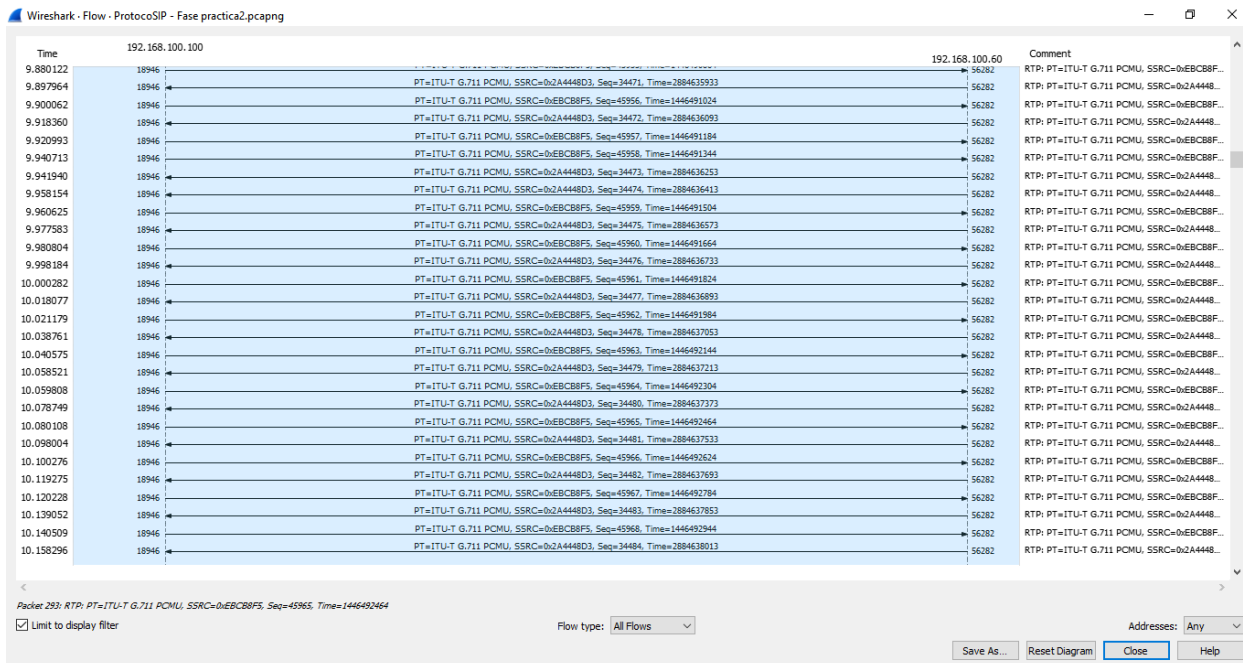 Wireshark · Flow · ProtocoSIP - Fase practica2.pcapng
Time 192.168.100.100 192.168.100.60 Comment
9.880122 18946 56282 RTP: PT=ITU-T G.711 PCMU, SSRC=0xEBCB8F...
9.897964 18946 PT=ITU-T G.711 PCMU, SSRC=0x2A4448D3, Seq=34471, Time=2884635933 56282 RTP: PT=ITU-T G.711 PCMU, SSRC=0x2A4448...
9.900062 18946 PT=ITU-T G.711 PCMU, SSRC=0xEBCB8F5, Seq=45956, Time=1446491024 56282 RTP: PT=ITU-T G.711 PCMU, SSRC=0xEBCB8F...
9.918360 18946 PT=ITU-T G.711 PCMU, SSRC=0x2A4448D3, Seq=34472, Time=2884636093 56282 RTP: PT=ITU-T G.711 PCMU, SSRC=0x2A4448...
9.920993 18946 PT=ITU-T G.711 PCMU, SSRC=0xEBCB8F5, Seq=45957, Time=1446491184 56282 RTP: PT=ITU-T G.711 PCMU, SSRC=0xEBCB8F...
9.940713 18946 PT=ITU-T G.711 PCMU, SSRC=0xEBCB8F5, Seq=45958, Time=1446491344 56282 RTP: PT=ITU-T G.711 PCMU, SSRC=0xEBCB8F...
9.941940 18946 PT=ITU-T G.711 PCMU, SSRC=0x2A4448D3, Seq=34473, Time=2884636253 56282 RTP: PT=ITU-T G.711 PCMU, SSRC=0x2A4448...
9.958154 18946 PT=ITU-T G.711 PCMU, SSRC=0x2A4448D3, Seq=34474, Time=2884636413 56282 RTP: PT=ITU-T G.711 PCMU, SSRC=0x2A4448...
9.960625 18946 PT=ITU-T G.711 PCMU, SSRC=0xEBCB8F5, Seq=45959, Time=1446491504 56282 RTP: PT=ITU-T G.711 PCMU, SSRC=0xEBCB8F...
9.977583 18946 PT=ITU-T G.711 PCMU, SSRC=0x2A4448D3, Seq=34475, Time=2884636573 56282 RTP: PT=ITU-T G.711 PCMU, SSRC=0x2A4448...
9.980804 18946 PT=ITU-T G.711 PCMU, SSRC=0xEBCB8F5, Seq=45960, Time=1446491664 56282 RTP: PT=ITU-T G.711 PCMU, SSRC=0xEBCB8F...
9.998184 18946 PT=ITU-T G.711 PCMU, SSRC=0x2A4448D3, Seq=34476, Time=2884636733 56282 RTP: PT=ITU-T G.711 PCMU, SSRC=0x2A4448...
10.000282 18946 PT=ITU-T G.711 PCMU, SSRC=0xEBCB8F5, Seq=45961, Time=1446491824 56282 RTP: PT=ITU-T G.711 PCMU, SSRC=0xEBCB8F...
10.018077 18946 PT=ITU-T G.711 PCMU, SSRC=0x2A4448D3, Seq=34477, Time=2884636893 56282 RTP: PT=ITU-T G.711 PCMU, SSRC=0x2A4448...
10.021179 18946 PT=ITU-T G.711 PCMU, SSRC=0xEBCB8F5, Seq=45962, Time=1446491984 56282 RTP: PT=ITU-T G.711 PCMU, SSRC=0xEBCB8F...
10.038761 18946 PT=ITU-T G.711 PCMU, SSRC=0x2A4448D3, Seq=34478, Time=2884637053 56282 RTP: PT=ITU-T G.711 PCMU, SSRC=0x2A4448...
10.040575 18946 PT=ITU-T G.711 PCMU, SSRC=0xEBCB8F5, Seq=45963, Time=1446492144 56282 RTP: PT=ITU-T G.711 PCMU, SSRC=0xEBCB8F...
10.058521 18946 PT=ITU-T G.711 PCMU, SSRC=0x2A4448D3, Seq=34479, Time=2884637213 56282 RTP: PT=ITU-T G.711 PCMU, SSRC=0x2A4448...
10.059808 18946 PT=ITU-T G.711 PCMU, SSRC=0xEBCB8F5, Seq=45964, Time=1446492304 56282 RTP: PT=ITU-T G.711 PCMU, SSRC=0xEBCB8F...
10.078749 18946 PT=ITU-T G.711 PCMU, SSRC=0x2A4448D3, Seq=34480, Time=2884637373 56282 RTP: PT=ITU-T G.711 PCMU, SSRC=0x2A4448...
10.080108 18946 PT=ITU-T G.711 PCMU, SSRC=0xEBCB8F5, Seq=45965, Time=1446492464 56282 RTP: PT=ITU-T G.711 PCMU, SSRC=0xEBCB8F...
10.098004 18946 PT=ITU-T G.711 PCMU, SSRC=0x2A4448D3, Seq=34481, Time=2884637533 56282 RTP: PT=ITU-T G.711 PCMU, SSRC=0x2A4448...
10.100276 18946 PT=ITU-T G.711 PCMU, SSRC=0xEBCB8F5, Seq=45966, Time=1446492624 56282 RTP: PT=ITU-T G.711 PCMU, SSRC=0xEBCB8F...
10.119275 18946 PT=ITU-T G.711 PCMU, SSRC=0x2A4448D3, Seq=34482, Time=2884637693 56282 RTP: PT=ITU-T G.711 PCMU, SSRC=0x2A4448...
10.120228 18946 PT=ITU-T G.711 PCMU, SSRC=0xEBCB8F5, Seq=45967, Time=1446492784 56282 RTP: PT=ITU-T G.711 PCMU, SSRC=0xEBCB8F...
10.139052 18946 PT=ITU-T G.711 PCMU, SSRC=0x2A4448D3, Seq=34483, Time=2884637853 56282 RTP: PT=ITU-T G.711 PCMU, SSRC=0x2A4448...
10.140509 18946 PT=ITU-T G.711 PCMU, SSRC=0xEBCB8F5, Seq=45968, Time=1446492944 56282 RTP: PT=ITU-T G.711 PCMU, SSRC=0xEBCB8F...
10.158296 18946 PT=ITU-T G.711 PCMU, SSRC=0x2A4448D3, Seq=34484, Time=2884638013 56282 RTP: PT=ITU-T G.711 PCMU, SSRC=0x2A4448...
Packet 293: RTP: PT=ITU-T G.711 PCMU, SSRC=0xEBCB8F5, Seq=45965, Time=1446492464
Limit to display filter Flow type: All Flows Addresses: Any
Save As... Reset Diagram Close Help